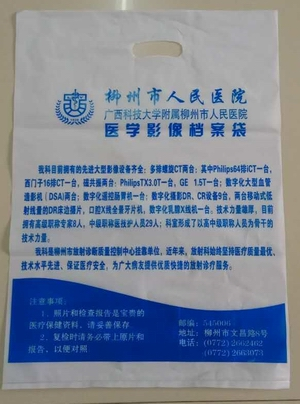 柳州市人民医院
广西科技大学附属柳州市人民医院
医学影像档案袋
我科目前拥有的先进大型影像设备齐全：多排螺旋CT两台，其中Philips64排iCT一台，
西门子16排CT一台，磁共振两台：PhilipsTX3.0T一台、GE 1.5T一台；数字化大型血管
造影机（DSA)两台；数字化遥控肠胃机一台；数字化摄影DR、CR设备9台，两台移动式低
射线量的DR床边摄片，口腔X线全景牙片机，数字化乳腺X线机一台，技术力量雄厚，目前
拥有高级职称专家8人，中级职称医技护人员29人；科室形成了以高中级职称人员为骨干的
技术力量。
我科是柳州市放射诊断质量控制中心挂靠单位，近年来，放射科始终坚持医疗质量最优、
技术水平先进、保证医疗安全，为广大病友提供优质快捷的放射诊疗服务。
注意事项：
1、照片和检查报告是宝贵的
医疗保健资料，请妥善保存
2、复检时请务必带上原片和
报告，以便对照
邮编：545006
地址：柳州市文昌路8号
电话：(0772) 2662402
(0772) 2663073